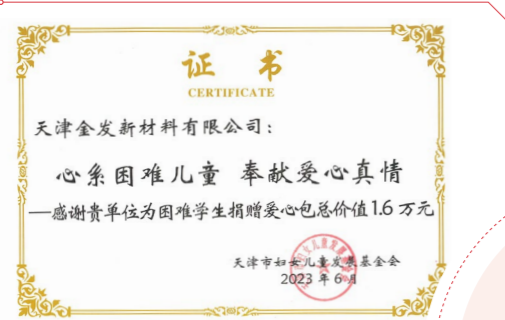 证 书
CERTIFICATE
天津金发新材料有限公司：
心系困难儿童 奉献爱心真情
—感谢贵单位为困难学生捐赠爱心包总价值1.6万元
天津市妇女儿童发展基金会
2023年6月